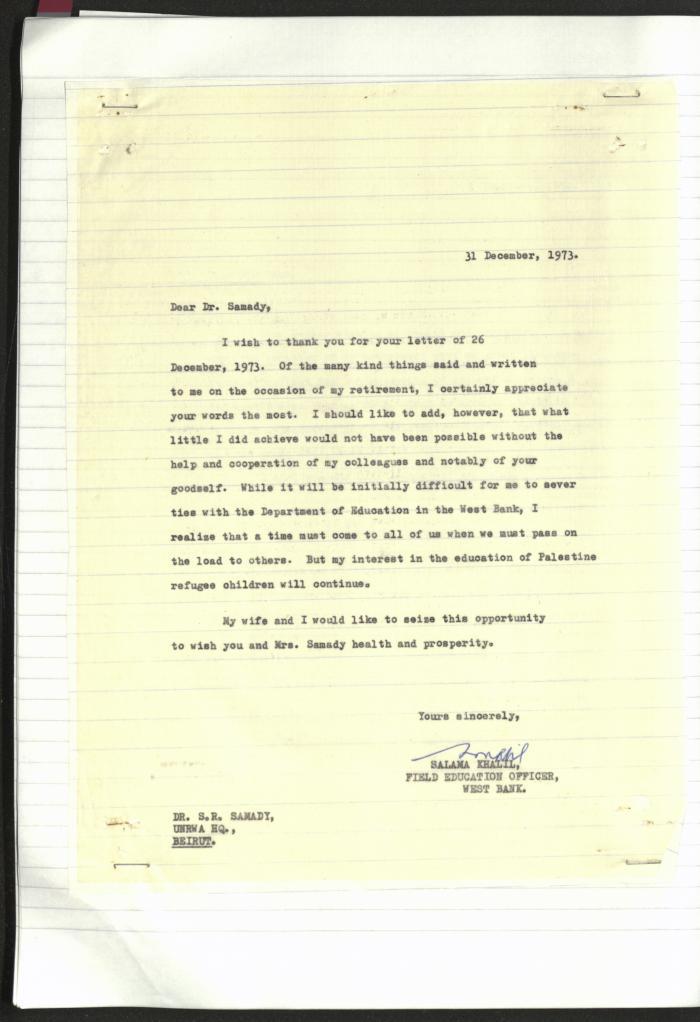 31 December, 1973.
Dear Dr. Samady,
I wish to thank you for your letter of 26
December, 1973. Of the many kind things said and written
to me on the occasion of my retirement, I certainly appreciate
your words the most. I should like to add, however, that what
little I did achieve would not have been possible without the
help and cooperation of my colleagues and notably of your
goodself. While it will be initially difficult for me to sever
ties with the Department of Education in the West Bank, I
realize that a time must come to all of us when we must pass on
the load to others. But my interest in the education of Palestine
refugee children will continue.
My wife and I would like to seize this opportunity
to wish you and Mrs. Samady health and prosperity.
Yours sincerely,
SALAMA KHALIL,
FIELD EDUCATION OFFICER,
WEST BANK.
DR. S.R. SAMADY,
UNRWA HQ.,
BEIRUT.